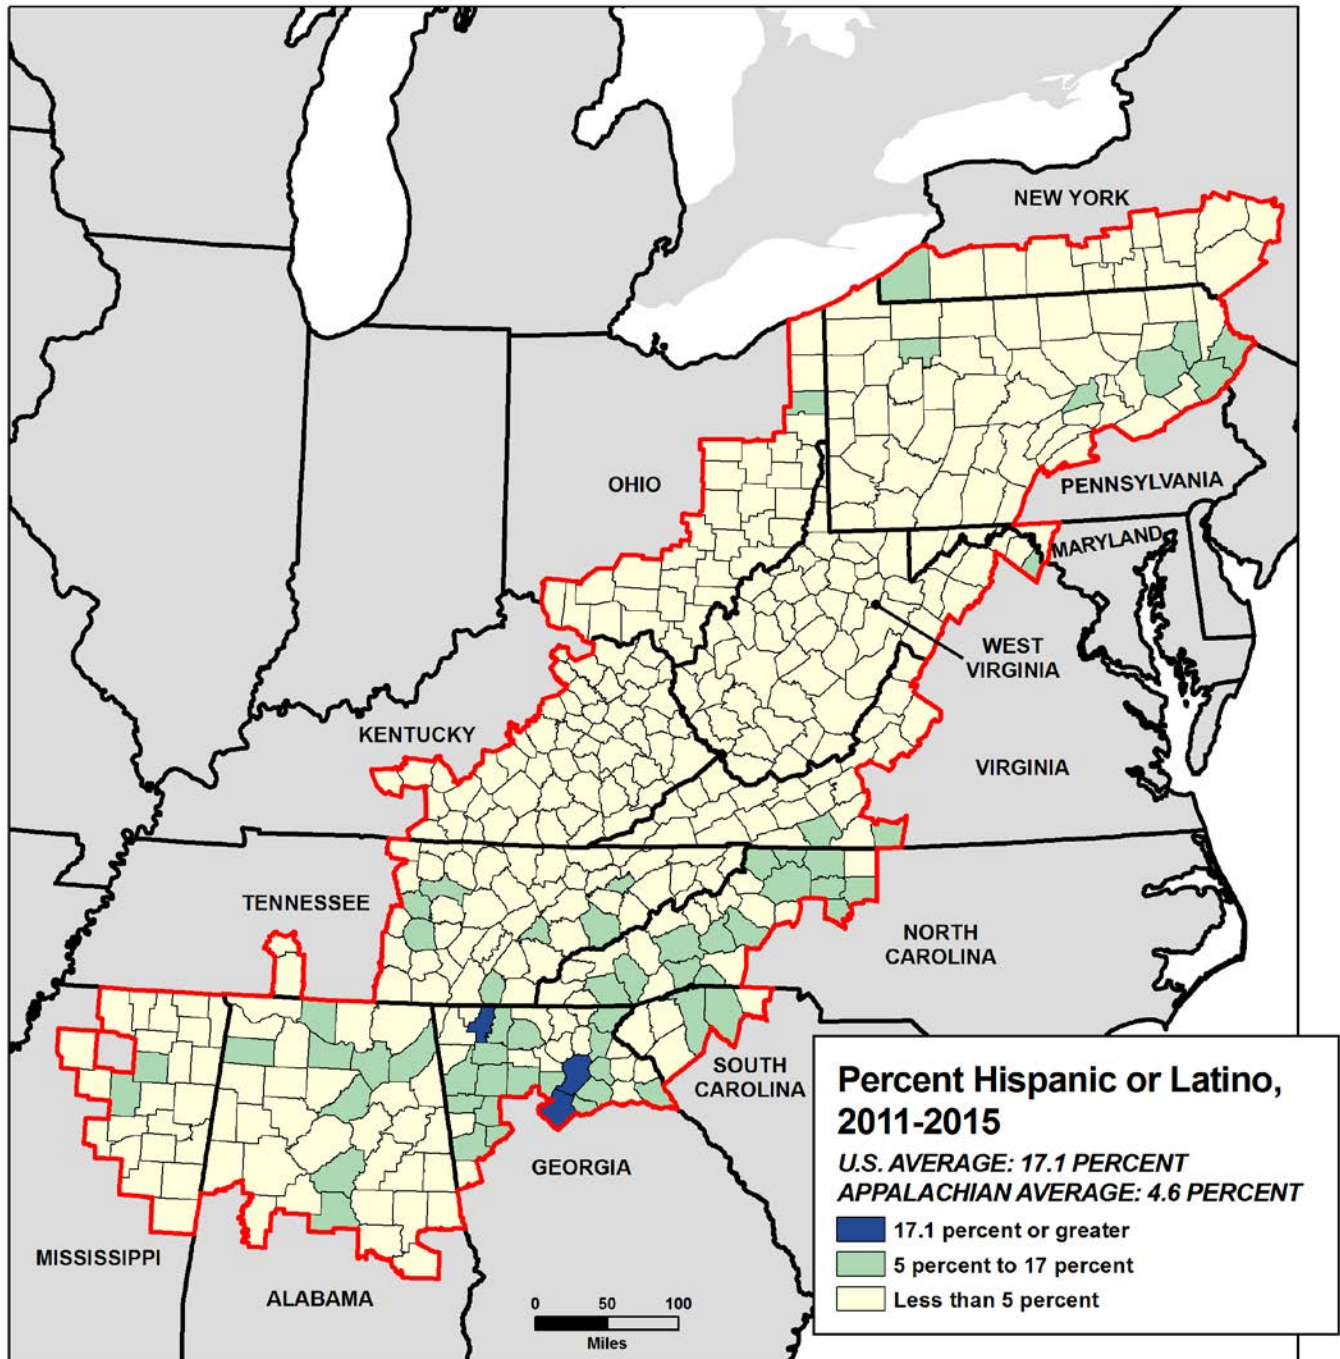 NEW YORK
OHIO
PENNSYLVANIA
MARYLAND
WEST
VIRGINIA
KENTUCKY
VIRGINIA
TENNESSEE
NORTH
CAROLINA
SOUTH
CAROLINA
GEORGIA
MISSISSIPPI
ALABAMA
0 50 100
Miles
Percent Hispanic or Latino,
2011-2015
U.S. AVERAGE: 17.1 PERCENT
APPALACHIAN AVERAGE: 4.6 PERCENT
17.1 percent or greater
5 percent to 17 percent
Less than 5 percent